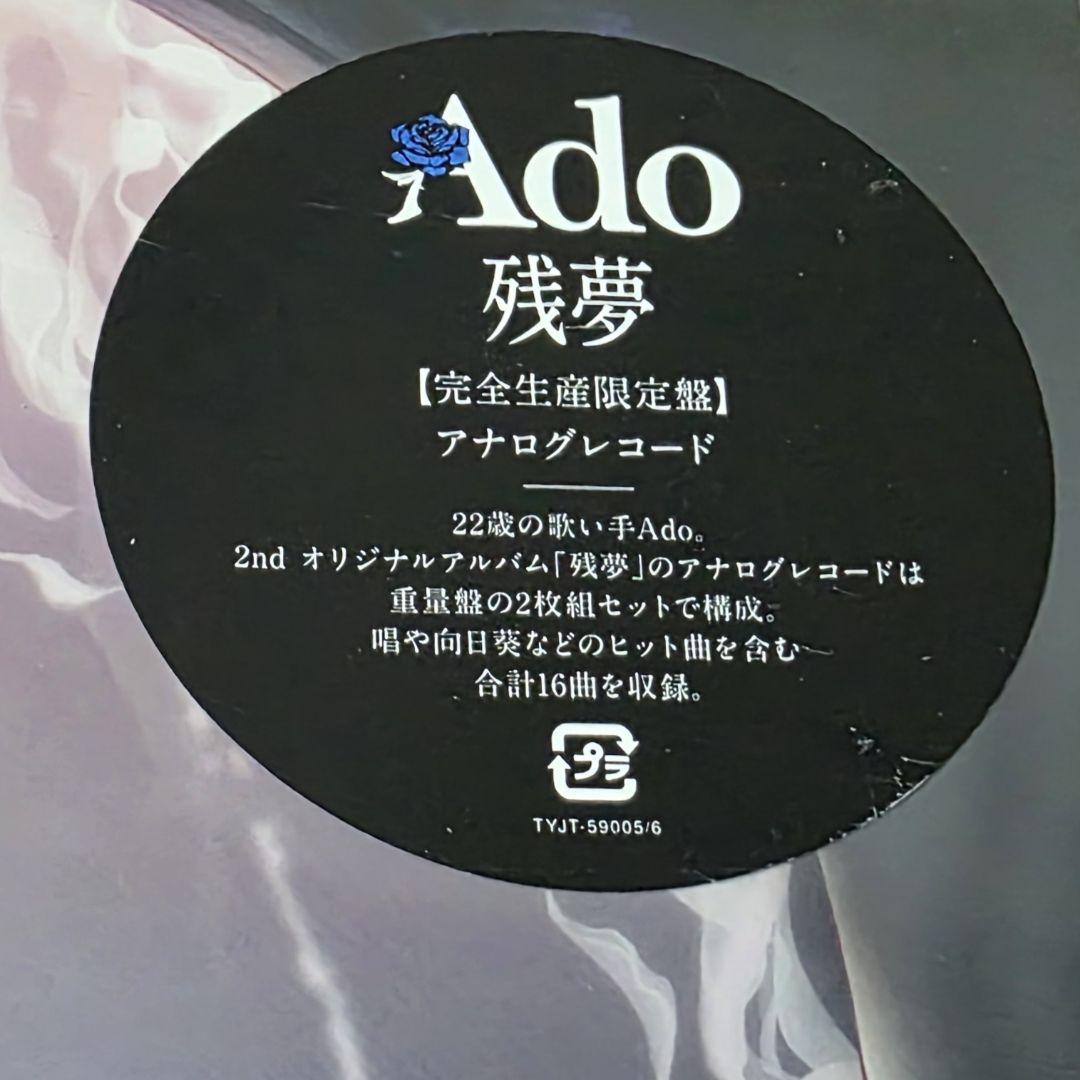 Ado
残夢
【完全生産限定盤】
アナログレコード
22歳の歌い手Ado。
2nd オリジナルアルバム「残夢」のアナログレコードは
重量盤の2枚組セットで構成。
唱や向日葵などのヒット曲を含む
合計16曲を収録。
プラ
TYJT-59005/6